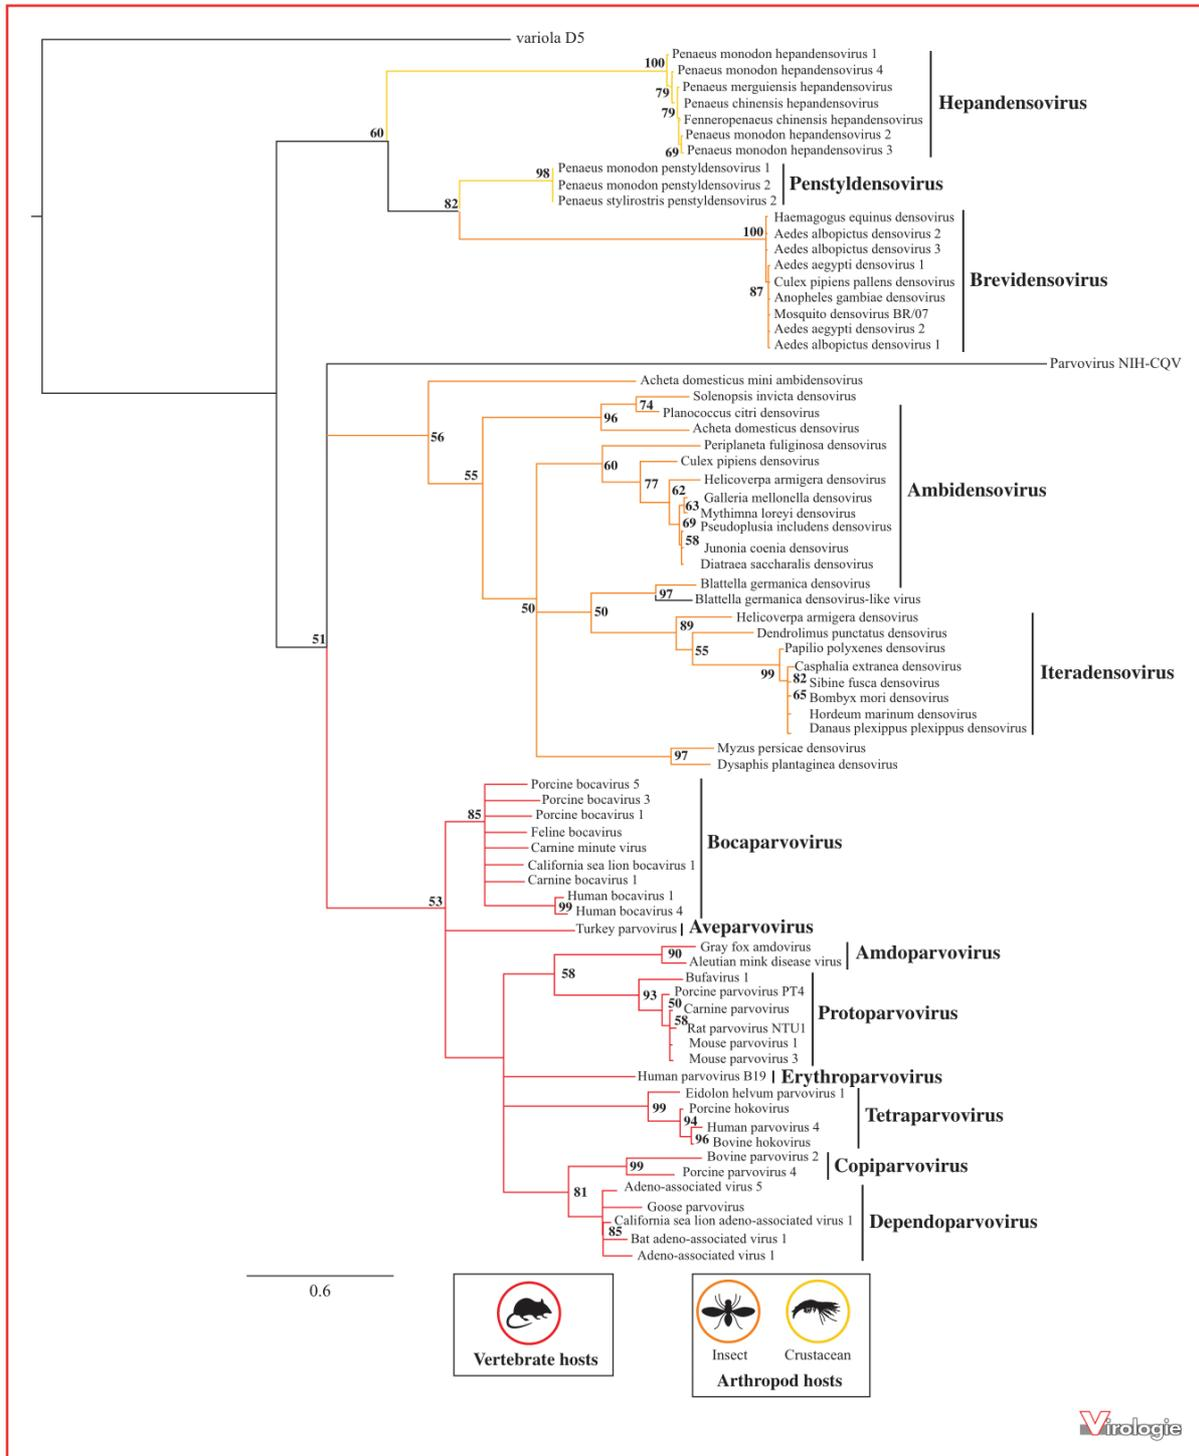 variola D5
Penaeus monodon hepandensovirus 1
100
Penaeus monodon hepandensovirus 4
79
Penaeus merguiensis hepandensovirus
Penaeus chinensis hepandensovirus
79
Fenneropenaeus chinensis hepandensovirus
Penaeus monodon hepandensovirus 2
69
Penaeus monodon hepandensovirus 3
Hepandensovirus
60
98
Penaeus monodon penstyldensovirus 1
Penaeus monodon penstyldensovirus 2
Penaeus stylirostris penstyldensovirus 2
Penstyldensovirus
82
Haemagogus equinus densovirus
100
Aedes albopictus densovirus 2
Aedes albopictus densovirus 3
Aedes aegypti densovirus 1
Culex pipiens pallens densovirus
87
Anopheles gambiae densovirus
Mosquito densovirus BR/07
Aedes aegypti densovirus 2
Aedes albopictus densovirus 1
Brevidensovirus
Parvovirus NIH-CQV
Acheta domesticus mini ambidensovirus
Solenopsis invicta densovirus
74
Planococcus citri densovirus
96
Acheta domesticus densovirus
56
Periplaneta fuliginosa densovirus
60
Culex pipiens densovirus
55
77
Helicoverpa armigera densovirus
62
Galleria mellonella densovirus
63
Mythimna loreyi densovirus
69
Pseudoplusia includens densovirus
58
Junonia coenia densovirus
Diatraea saccharalis densovirus
Ambidensovirus
Blattella germanica densovirus
97
Blattella germanica densovirus-like virus
50
50
Helicoverpa armigera densovirus
89
Dendrolimus punctatus densovirus
55
Papilio polyxenes densovirus
99
Casphalia extranea densovirus
82
Sibine fusca densovirus
65
Bombyx mori densovirus
Hordeum marinum densovirus
Danaus plexippus plexippus densovirus
Iteradensovirus
51
Myzus persicae densovirus
97
Dysaphis plantaginea densovirus
Porcine bocavirus 5
Porcine bocavirus 3
85
Porcine bocavirus 1
Feline bocavirus
Carnine minute virus
California sea lion bocavirus 1
Carnine bocavirus 1
Human bocavirus 1
99
Human bocavirus 4
Bocaparvovirus
53
Turkey parvovirus
Aveparvovirus
Gray fox amdovirus
90
Aleutian mink disease virus
Amdoparvovirus
58
Bufavirus 1
93
Porcine parvovirus PT4
50
Carnine parvovirus
58
Rat parvovirus NTU1
Mouse parvovirus 1
Mouse parvovirus 3
Protoparvovirus
Human parvovirus B19
Erythroparvovirus
Eidolon helvum parvovirus 1
99
Porcine hokovirus
94
Human parvovirus 4
96
Bovine hokovirus
Tetraparvovirus
Bovine parvovirus 2
99
Porcine parvovirus 4
Copiparvovirus
81
Adeno-associated virus 5
Goose parvovirus
California sea lion adeno-associated virus 1
85
Bat adeno-associated virus 1
Adeno-associated virus 1
Dependoparvovirus
0.6
Vertebrate hosts
Insect
Crustacean
Arthropod hosts
Virologie